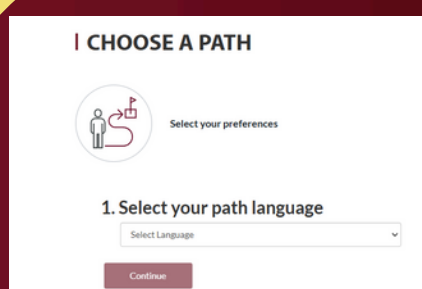 CHOOSE A PATH
Select your preferences
1. Select your path language
Select Language
Continue